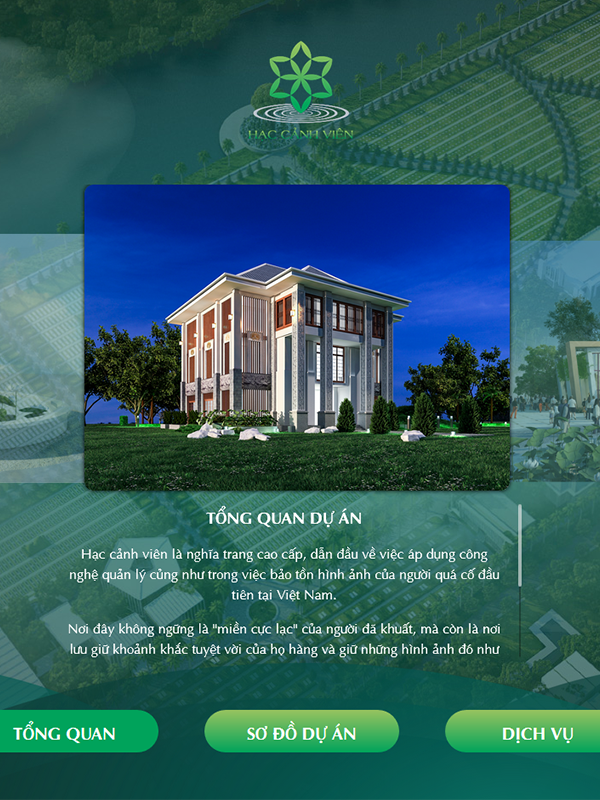 HẠC CẢNH VIÊN
TỔNG QUAN DỰ ÁN
Hạc cảnh viên là nghĩa trang cao cấp, dẫn đầu về việc áp dụng công
nghệ quản lý cũng như trong việc bảo tồn hình ảnh của người quá cố đầu
tiên tại Việt Nam.
Nơi đây không ngững là "miền cực lạc" của người đã khuất, mà còn là nơi
lưu giữ khoảnh khắc tuyệt vời của họ hàng và giữ những hình ảnh đó như
TỔNG QUAN
SƠ ĐỒ DỰ ÁN
DỊCH VỤ